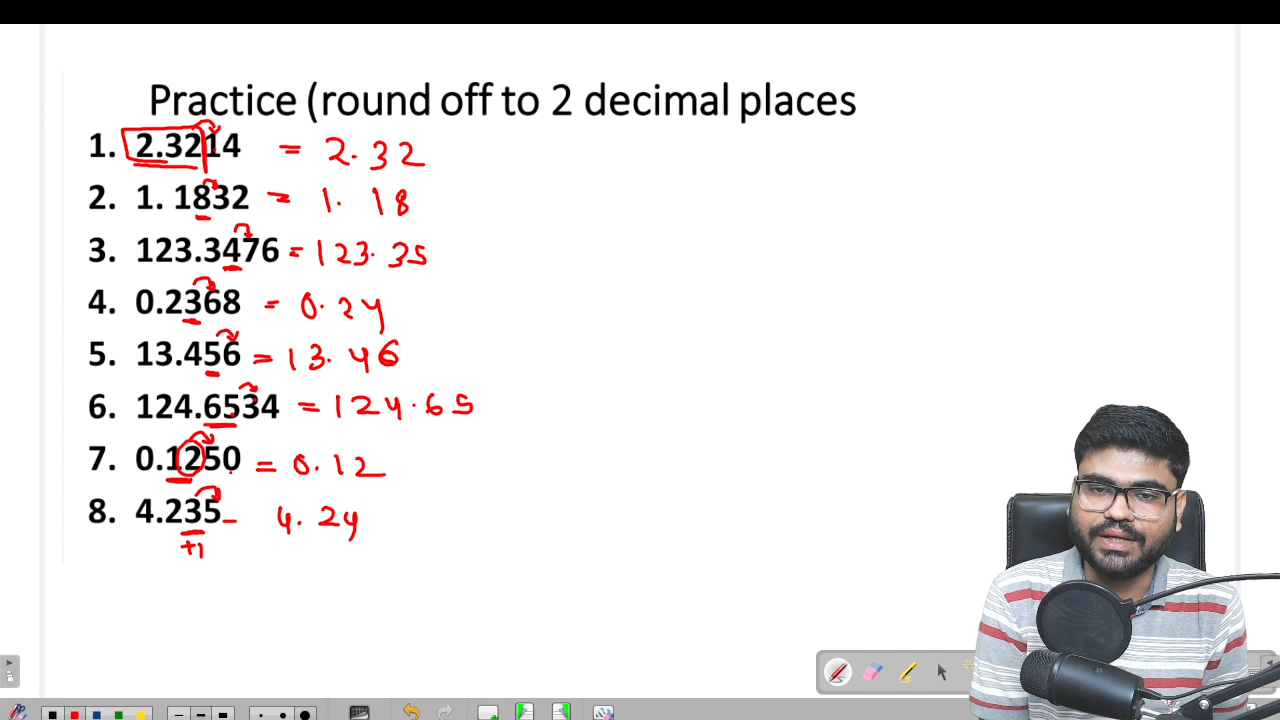 Practice (round off to 2 decimal places
1. 2.3214 = 2.32
2. 1. 1832 = 1. 18
3. 123.3476 = 123.35
4. 0.2368 = 0.24
5. 13.456 = 13.46
6. 124.6534 = 124.65
7. 0.1250 = 0.12
8. 4.235 - 4.24
+1